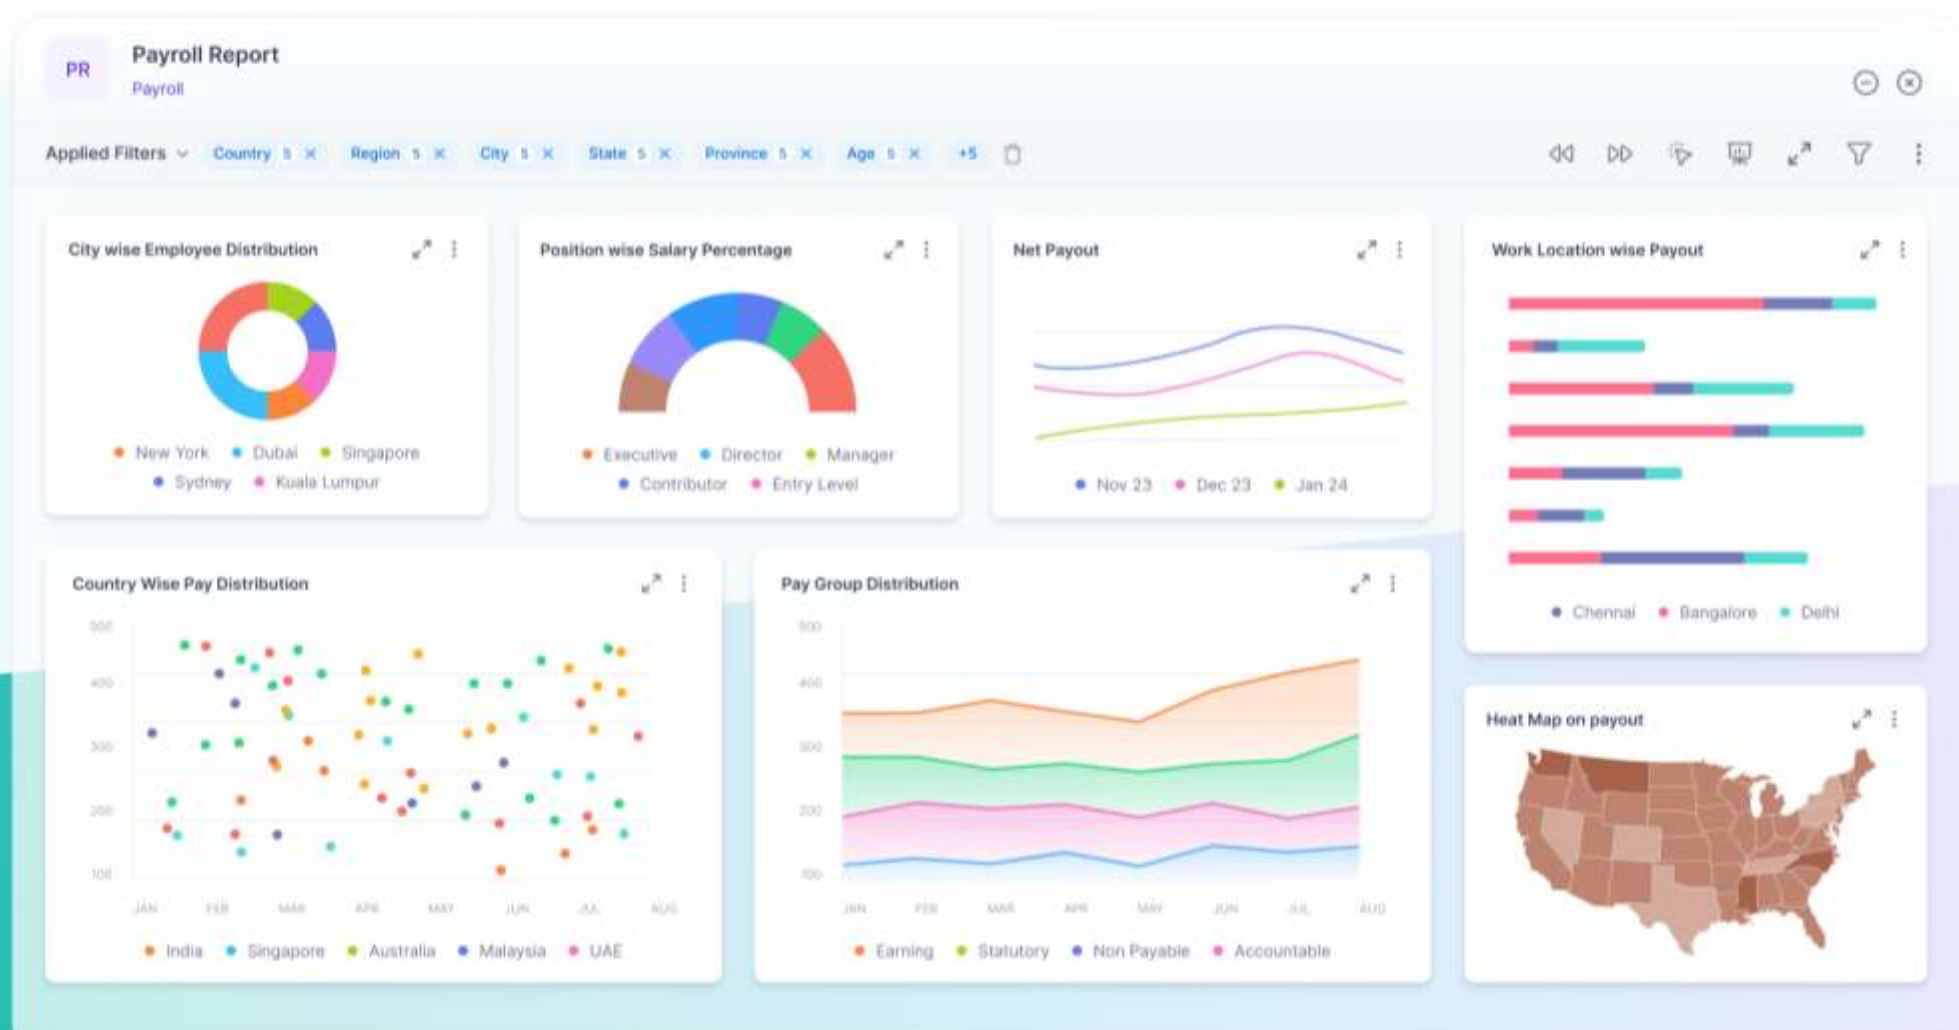 PR
Payroll Report
Payroll
Applied Filters
Country 5
Region 5
City 5
State 5
Province 5
Age 5
+5
City wise Employee Distribution
New York Dubai Singapore
Sydney Kuala Lumpur
Position wise Salary Percentage
Executive Director Manager
Contributor Entry Level
Net Payout
Nov 23 Dec 23 Jan 24
Work Location wise Payout
Chennai Bangalore Delhi
Country Wise Pay Distribution
500
400
300
200
100
JAN FEB MAR APR MAY JUN JUL AUG
India Singapore Australia Malaysia UAE
Pay Group Distribution
500
400
300
200
100
JAN FEB MAR APR MAY JUN JUL AUG
Earning Statutory Non Payable Accountable
Heat Map on payout